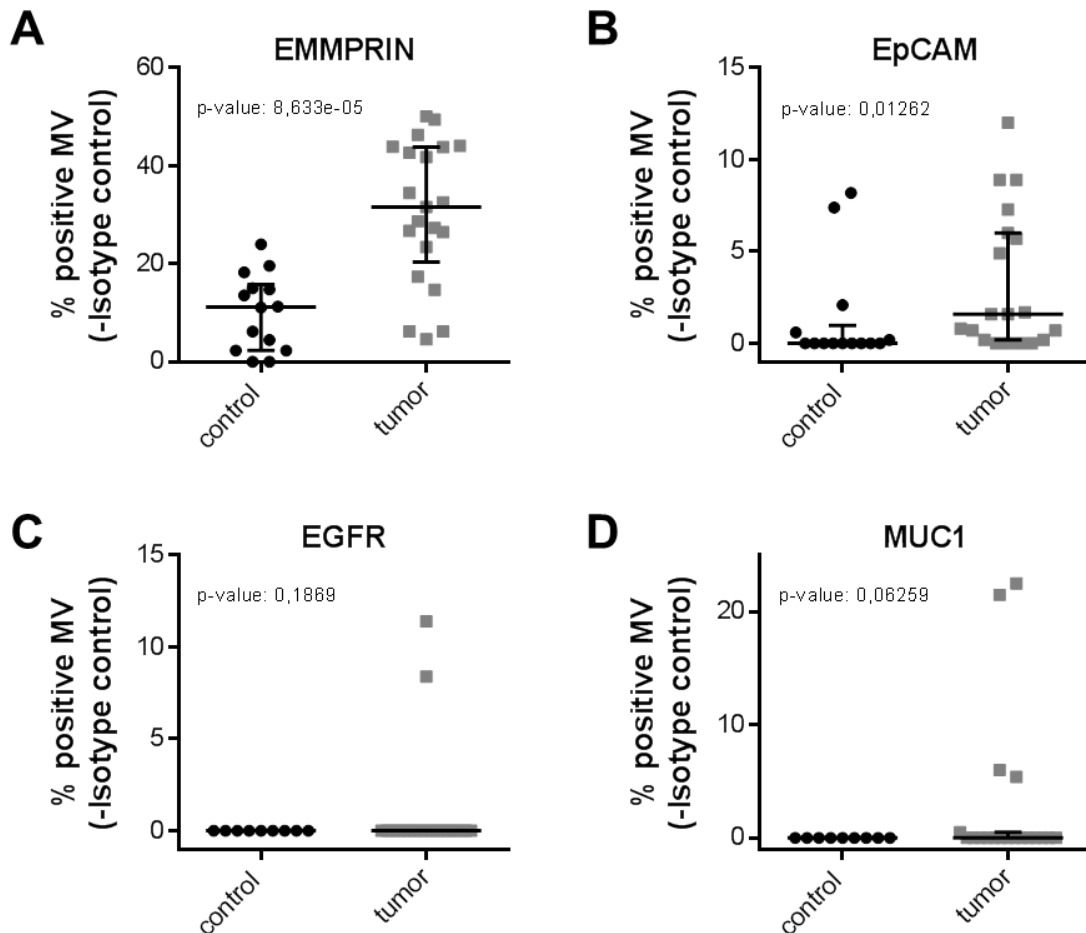 A
EMMPRIN
% positive MV
(-Isotype control)
60
40
20
0
p-value: 8,633e-05
control
tumor
B
EpCAM
% positive MV
(-Isotype control)
15
10
5
0
p-value: 0,01262
control
tumor
C
EGFR
% positive MV
(-Isotype control)
15
10
5
0
p-value: 0,1869
control
tumor
D
MUC1
% positive MV
(-Isotype control)
20
10
0
p-value: 0,06259
control
tumor